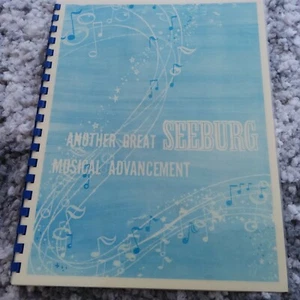 ANOTHER GREAT SEEBURG
MUSICAL ADVANCEMENT